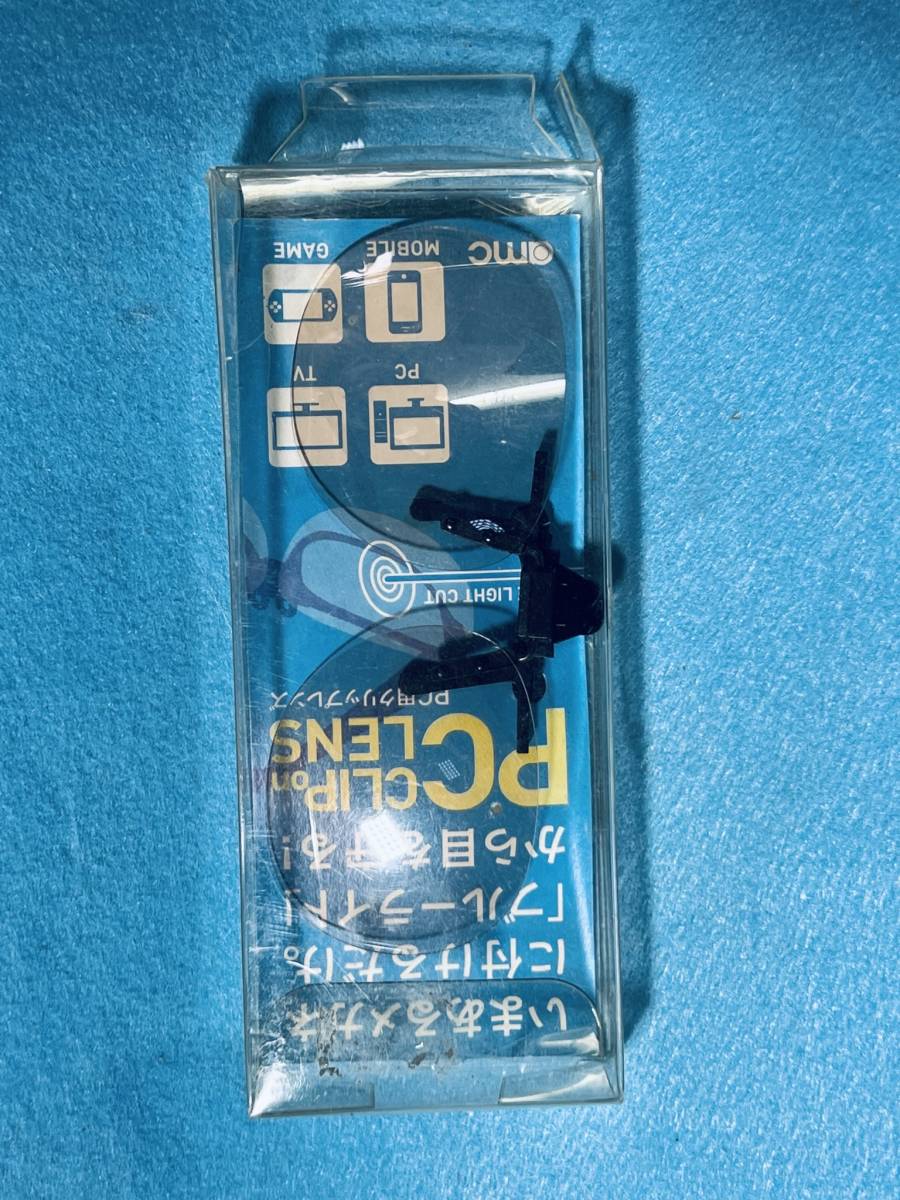 いまあるメガネ
に付けるだけ。
「ブルーライト」
から目を守る!
PC CLIP on
LENS
PC用クリップレンズ
LIGHT CUT
PC TV
amc MOBILE GAME